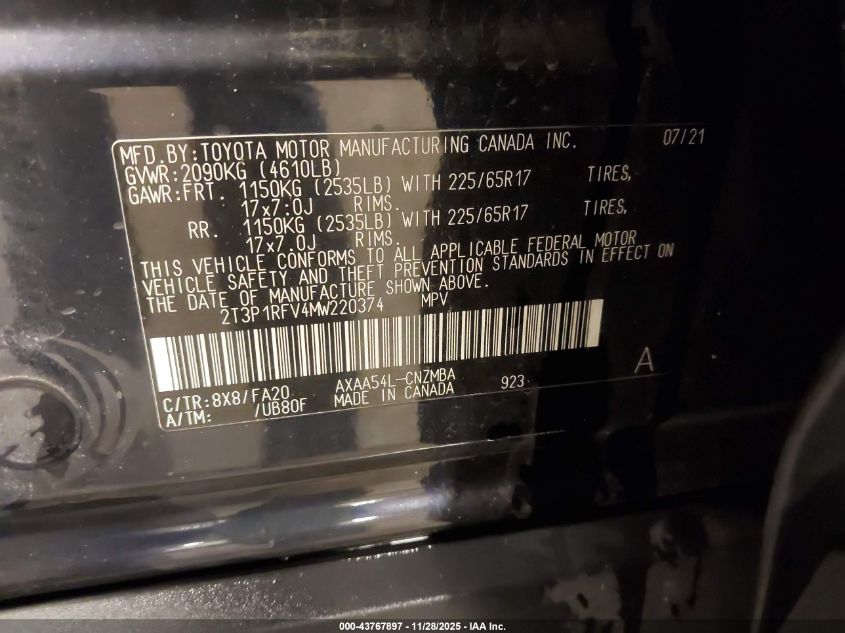 MFD.BY:TOYOTA MOTOR MANUFACTURING CANADA INC. 07/21
GVWR:2090KG (4610LB)
GAWR:FRT. 1150KG (2535LB) WITH 225/65R17 TIRES,
17x7.0J RIMS.
RR. 1150KG (2535LB) WITH 225/65R17 TIRES,
17x7.0J RIMS.
THIS VEHICLE CONFORMS TO ALL APPLICABLE FEDERAL MOTOR
VEHICLE SAFETY AND THEFT PREVENTION STANDARDS IN EFFECT ON
THE DATE OF MANUFACTURE SHOWN ABOVE.
2T3P1RFV4MW220374 MPV
C/TR:8X8/FA20 AXAA54L-CNZMBA 923 A
A/TM: /UB80F MADE IN CANADA
000-43767897 - 11/28/2025 - IAA Inc.